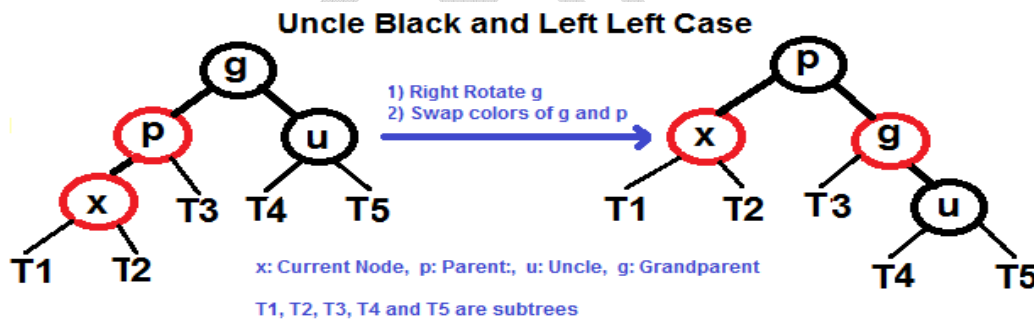 Uncle Black and Left Left Case
g
p
1) Right Rotate g
2) Swap colors of g and p
p
u
x
g
x
T3
T4
T5
T1
T2
T3
u
T1
T2
x: Current Node, p: Parent:, u: Uncle, g: Grandparent
T4
T5
T1, T2, T3, T4 and T5 are subtrees